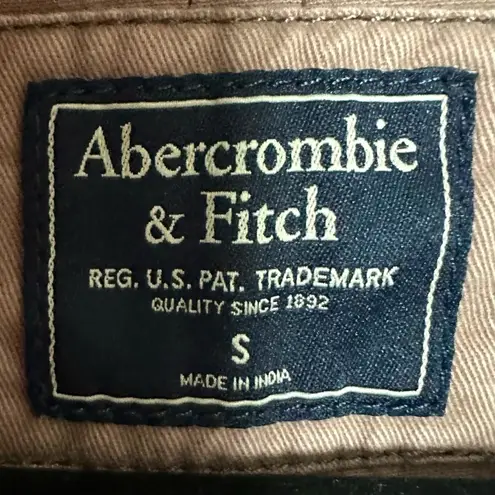 Abercrombie
& Fitch
REG. U.S. PAT. TRADEMARK
QUALITY SINCE 1892
S
MADE IN INDIA